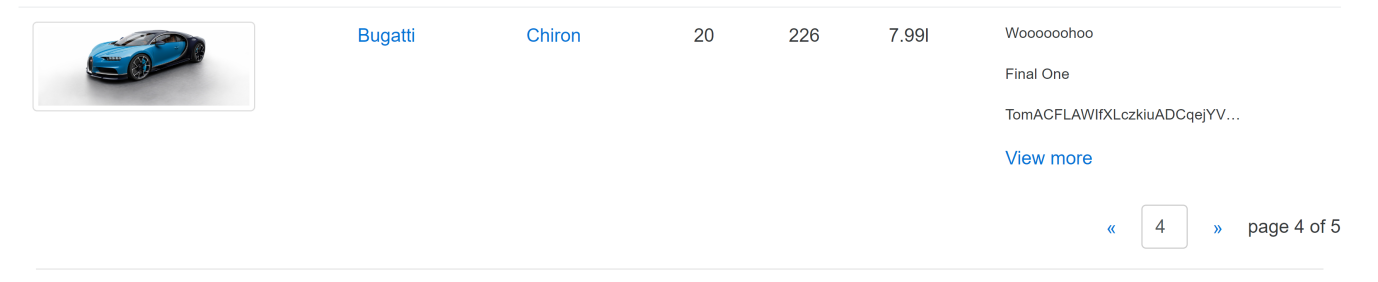 Bugatti Chiron 20 226 7.99l Woooooohoo
Final One
TomACFLAWIfXLczkiuADCqejYV…
View more
« 4 » page 4 of 5